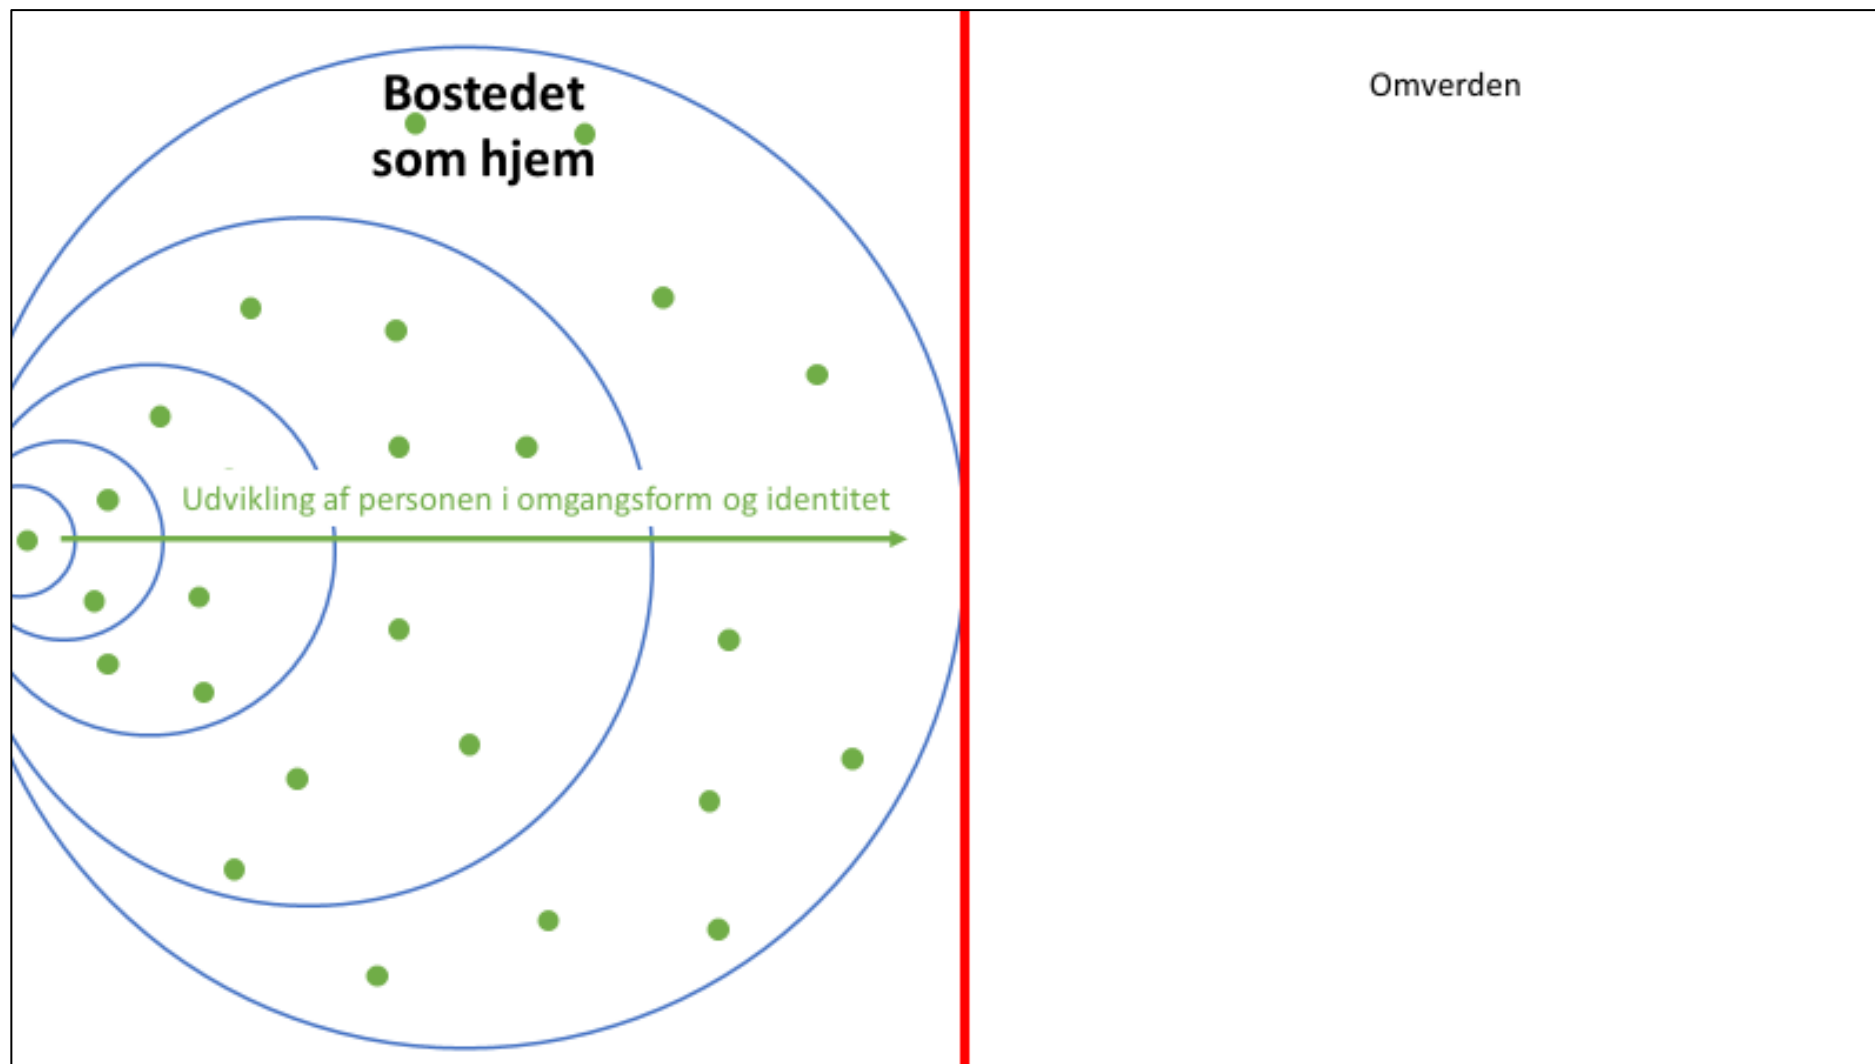 Bostedet
som hjem
Omverden
Udvikling af personen i omgangsform og identitet